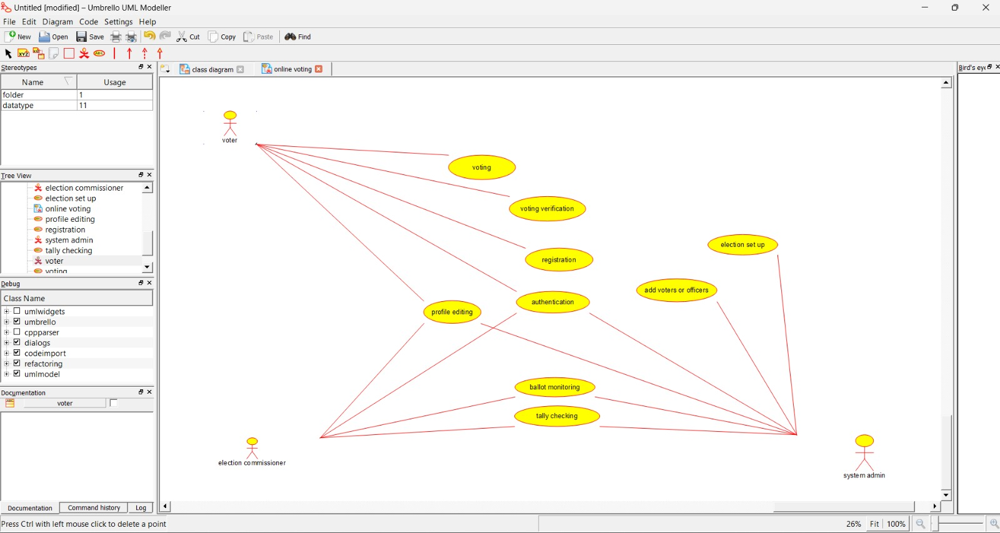 Untitled [modified] – Umbrello UML Modeller
File Edit Diagram Code Settings Help
New Open Save Cut Copy Paste Find
XYZ XYZ ABC
Stereotypes
Name Usage
folder 1
datatype 11
Tree View
election commissioner
election set up
online voting
profile editing
registration
system admin
tally checking
voter
voting
Debug
Class Name
umlwidgets
umbrello
cppparser
dialogs
codeimport
refactoring
umlmodel
Documentation
voter
Documentation Command history Log
Press Ctrl with left mouse click to delete a point
class diagram online voting
Bird's eye
voter
voting
voting verification
registration
election set up
add voters or officers
authentication
profile editing
ballot monitoring
tally checking
election commissioner
system admin
26% Fit 100%